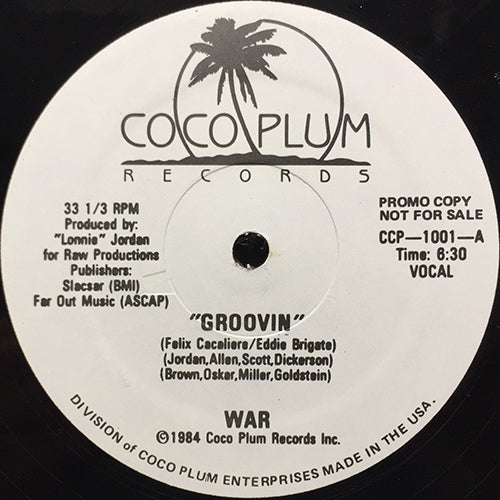 COCO PLUM
RECORDS
33 1/3 RPM
Produced by:
"Lonnie" Jordan
for Raw Productions
Publishers:
Slacsar (BMI)
Far Out Music (ASCAP)
PROMO COPY
NOT FOR SALE
CCP—1001—A
Time: 6:30
VOCAL
"GROOVIN"
(Felix Cacaliere/Eddie Brigate)
(Jordan,Allen,Scott,Dickerson)
(Brown,Oskar,Miller,Goldstein)
WAR
©1984 Coco Plum Records Inc.
DIVISION of COCO PLUM ENTERPRISES MADE IN THE USA.